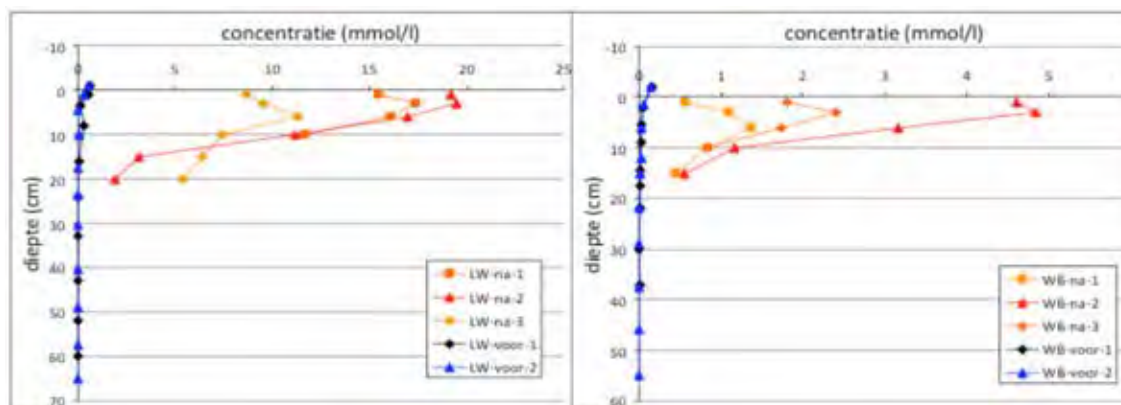 concentratie (mmol/l)
-10
0 5 10 15 20 25
0
10
20
30
40
50
60
70
diepte (cm)
LW-na-1
LW-na-2
LW-na-3
LW-voor-1
LW-voor-2
concentratie (mmol/l)
-10
0 1 2 3 4 5
0
10
20
30
40
50
60
diepte (cm)
WB-na-1
WB-na-2
WB-na-3
WB-voor-1
WB-voor-2